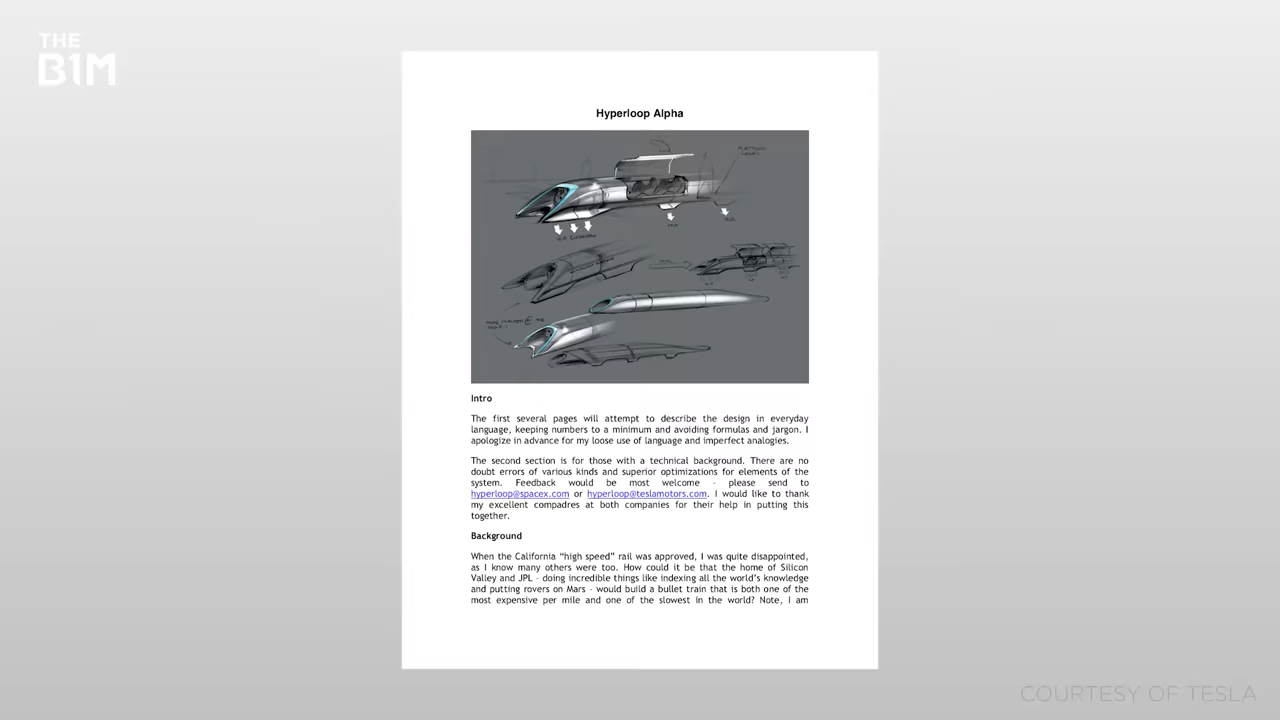 THE
B1M
Hyperloop Alpha
Intro
The first several pages will attempt to describe the design in everyday
language, keeping numbers to a minimum and avoiding formulas and jargon. I
apologize in advance for my loose use of language and imperfect analogies.
The second section is for those with a technical background. There are no
doubt errors of various kinds and superior optimizations for elements of the
system. Feedback would be most welcome – please send to
hyperloop@spacex.com or hyperloop@teslamotors.com. I would like to thank
my excellent compadres at both companies for their help in putting this
together.
Background
When the California “high speed” rail was approved, I was quite disappointed,
as I know many others were too. How could it be that the home of Silicon
Valley and JPL – doing incredible things like indexing all the world’s knowledge
and putting rovers on Mars – would build a bullet train that is both one of the
most expensive per mile and one of the slowest in the world? Note, I am
COURTESY OF TESLA